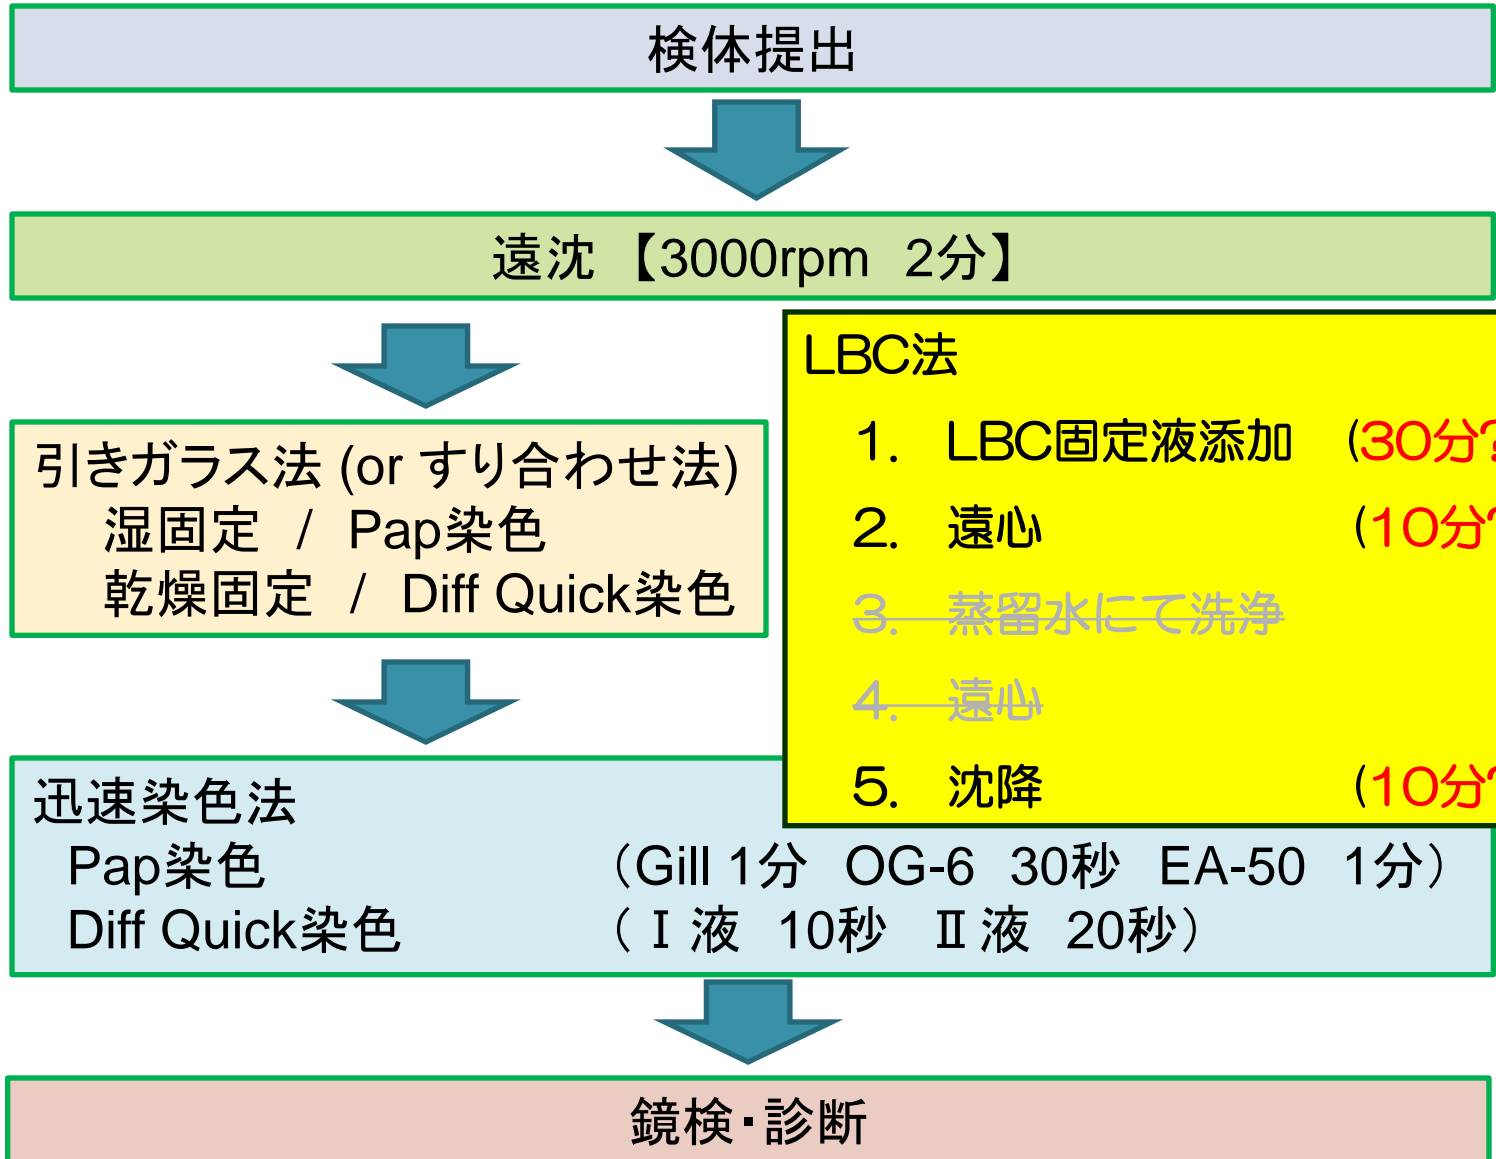 検体提出
遠沈 【3000rpm 2分】
引きガラス法 (or すり合わせ法)
湿固定 / Pap染色
乾燥固定 / Diff Quick染色
LBC法
1. LBC固定液添加 (30分?
2. 遠心 (10分?
3. 蒸留水にて洗浄
4. 遠心
5. 沈降 (10分?
迅速染色法
Pap染色 (Gill 1分 OG-6 30秒 EA-50 1分)
Diff Quick染色 (Ⅰ液 10秒 Ⅱ液 20秒)
鏡検・診断